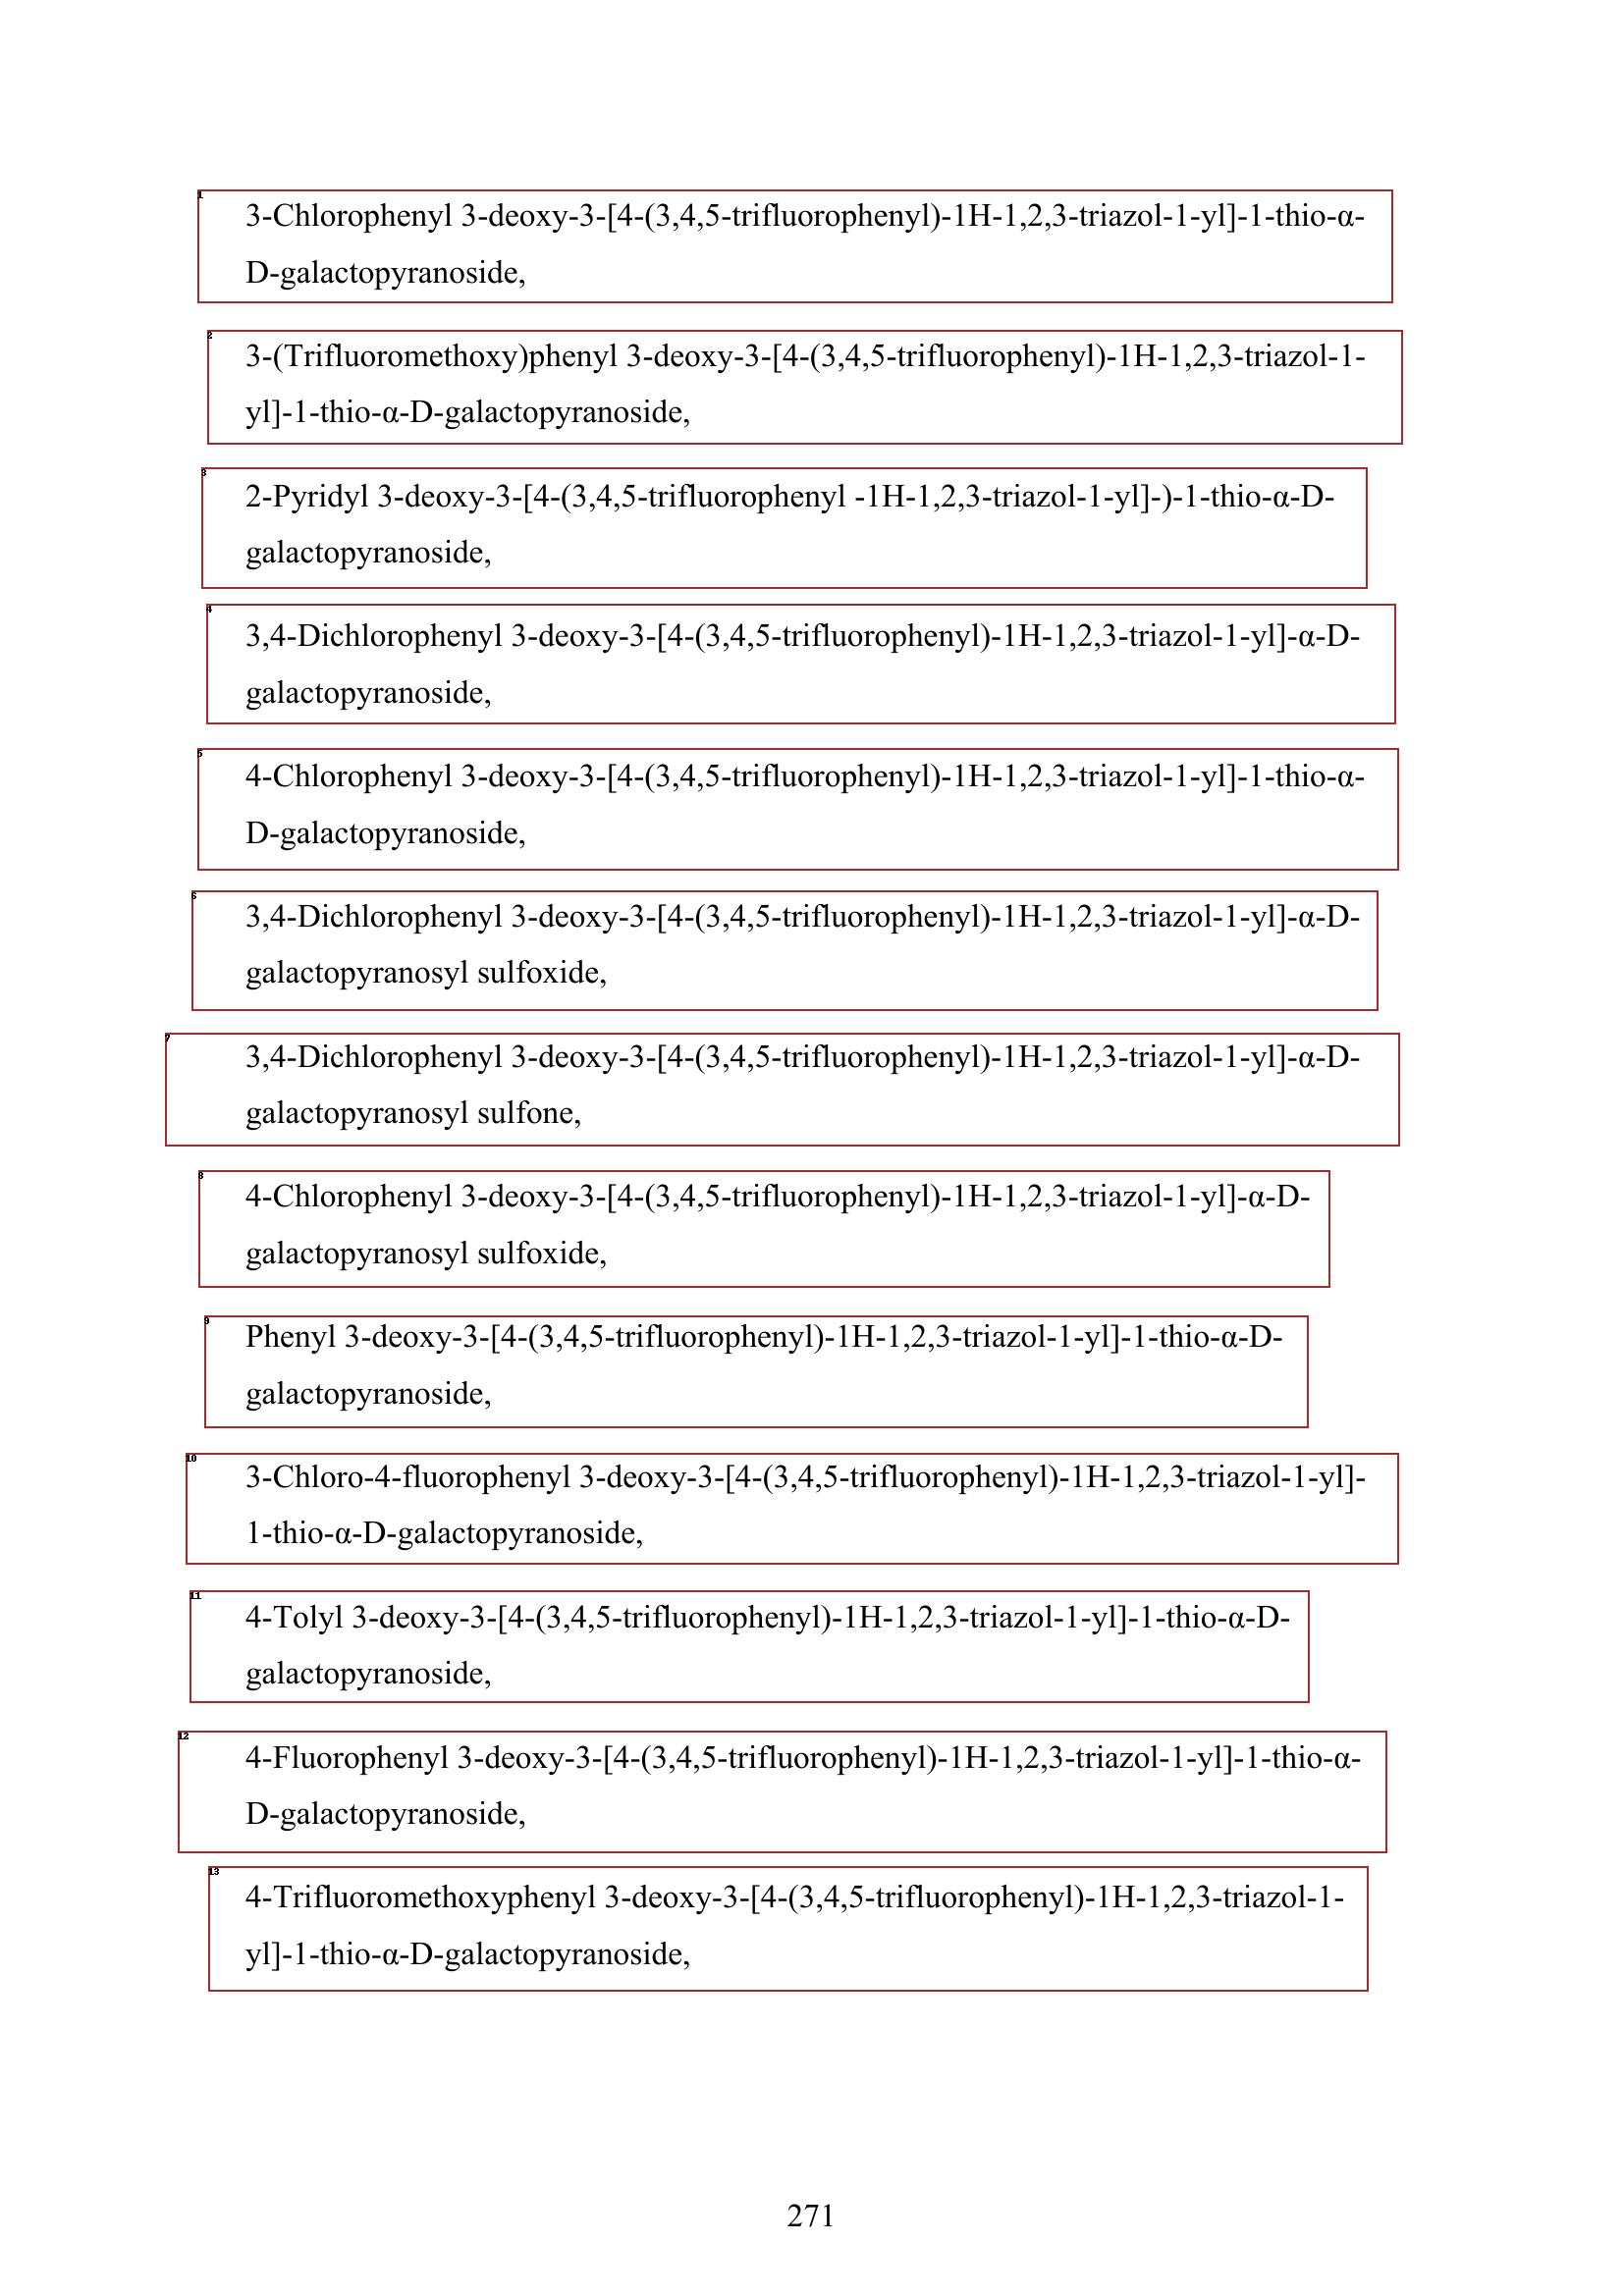 1
3-Chlorophenyl 3-deoxy-3-[4-(3,4,5-trifluorophenyl)-1H-1,2,3-triazol-1-yl]-1-thio-α-
D-galactopyranoside,
2
3-(Trifluoromethoxy)phenyl 3-deoxy-3-[4-(3,4,5-trifluorophenyl)-1H-1,2,3-triazol-1-
yl]-1-thio-α-D-galactopyranoside,
3
2-Pyridyl 3-deoxy-3-[4-(3,4,5-trifluorophenyl -1H-1,2,3-triazol-1-yl]-)-1-thio-α-D-
galactopyranoside,
4
3,4-Dichlorophenyl 3-deoxy-3-[4-(3,4,5-trifluorophenyl)-1H-1,2,3-triazol-1-yl]-α-D-
galactopyranoside,
5
4-Chlorophenyl 3-deoxy-3-[4-(3,4,5-trifluorophenyl)-1H-1,2,3-triazol-1-yl]-1-thio-α-
D-galactopyranoside,
6
3,4-Dichlorophenyl 3-deoxy-3-[4-(3,4,5-trifluorophenyl)-1H-1,2,3-triazol-1-yl]-α-D-
galactopyranosyl sulfoxide,
7
3,4-Dichlorophenyl 3-deoxy-3-[4-(3,4,5-trifluorophenyl)-1H-1,2,3-triazol-1-yl]-α-D-
galactopyranosyl sulfone,
8
4-Chlorophenyl 3-deoxy-3-[4-(3,4,5-trifluorophenyl)-1H-1,2,3-triazol-1-yl]-α-D-
galactopyranosyl sulfoxide,
9
Phenyl 3-deoxy-3-[4-(3,4,5-trifluorophenyl)-1H-1,2,3-triazol-1-yl]-1-thio-α-D-
galactopyranoside,
10
3-Chloro-4-fluorophenyl 3-deoxy-3-[4-(3,4,5-trifluorophenyl)-1H-1,2,3-triazol-1-yl]-
1-thio-α-D-galactopyranoside,
11
4-Tolyl 3-deoxy-3-[4-(3,4,5-trifluorophenyl)-1H-1,2,3-triazol-1-yl]-1-thio-α-D-
galactopyranoside,
12
4-Fluorophenyl 3-deoxy-3-[4-(3,4,5-trifluorophenyl)-1H-1,2,3-triazol-1-yl]-1-thio-α-
D-galactopyranoside,
13
4-Trifluoromethoxyphenyl 3-deoxy-3-[4-(3,4,5-trifluorophenyl)-1H-1,2,3-triazol-1-
yl]-1-thio-α-D-galactopyranoside,
271